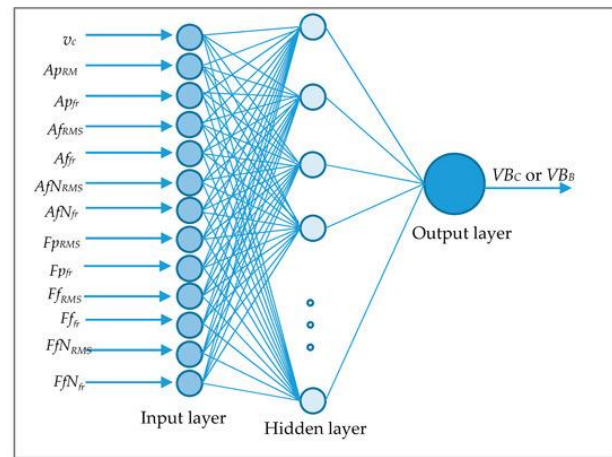 vc
ApRM
Apfr
AfRMS
Affr
AfNRMS
AfNfr
FpRMS
Fpfr
FfRMS
Fffr
FfNRMS
FfNfr
Input layer
Hidden layer
Output layer
VBC or VBB